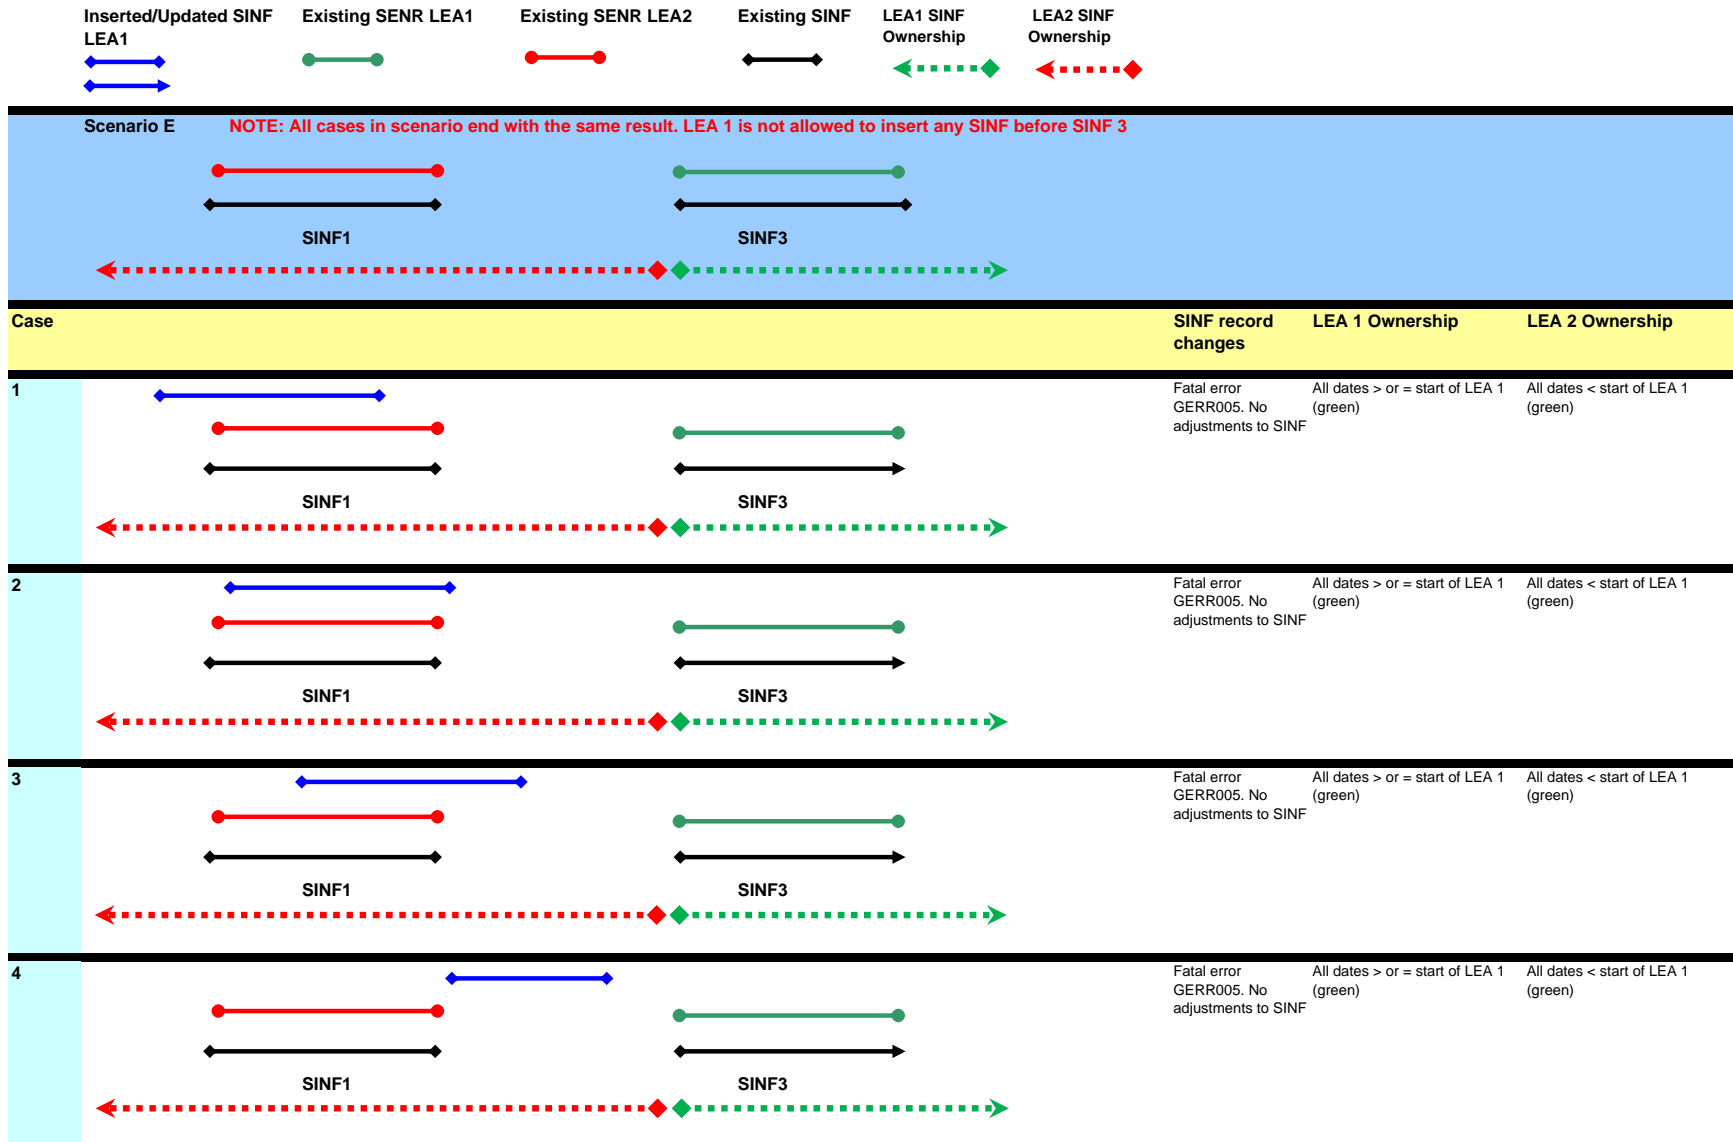 Inserted/Updated SINF LEA1
Existing SENR LEA1
Existing SENR LEA2
Existing SINF
LEA1 SINF Ownership
LEA2 SINF Ownership
Scenario E
NOTE: All cases in scenario end with the same result. LEA 1 is not allowed to insert any SINF before SINF 3
SINF1
SINF3
Case
SINF record changes
LEA 1 Ownership
LEA 2 Ownership
1
Fatal error GERR005. No adjustments to SINF
All dates > or = start of LEA 1 (green)
All dates < start of LEA 1 (green)
SINF1
SINF3
2
Fatal error GERR005. No adjustments to SINF
All dates > or = start of LEA 1 (green)
All dates < start of LEA 1 (green)
SINF1
SINF3
3
Fatal error GERR005. No adjustments to SINF
All dates > or = start of LEA 1 (green)
All dates < start of LEA 1 (green)
SINF1
SINF3
4
Fatal error GERR005. No adjustments to SINF
All dates > or = start of LEA 1 (green)
All dates < start of LEA 1 (green)
SINF1
SINF3